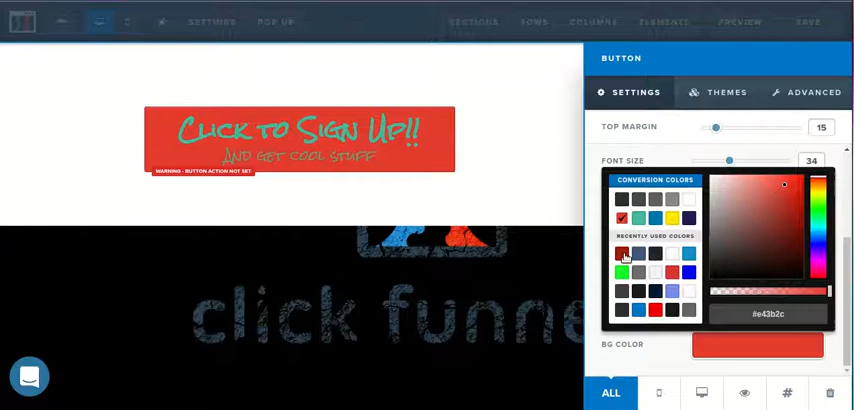 SETTINGS POP UP SECTIONS ROWS COLUMNS ELEMENTS PREVIEW SAVE
BUTTON
SETTINGS THEMES ADVANCED
TOP MARGIN 15
FONT SIZE 34
CONVERSION COLORS
RECENTLY USED COLORS
#e43b2c
BG COLOR
ALL
Click to Sign Up!!
And get cool stuff
WARNING - BUTTON ACTION NOT SET
click funne